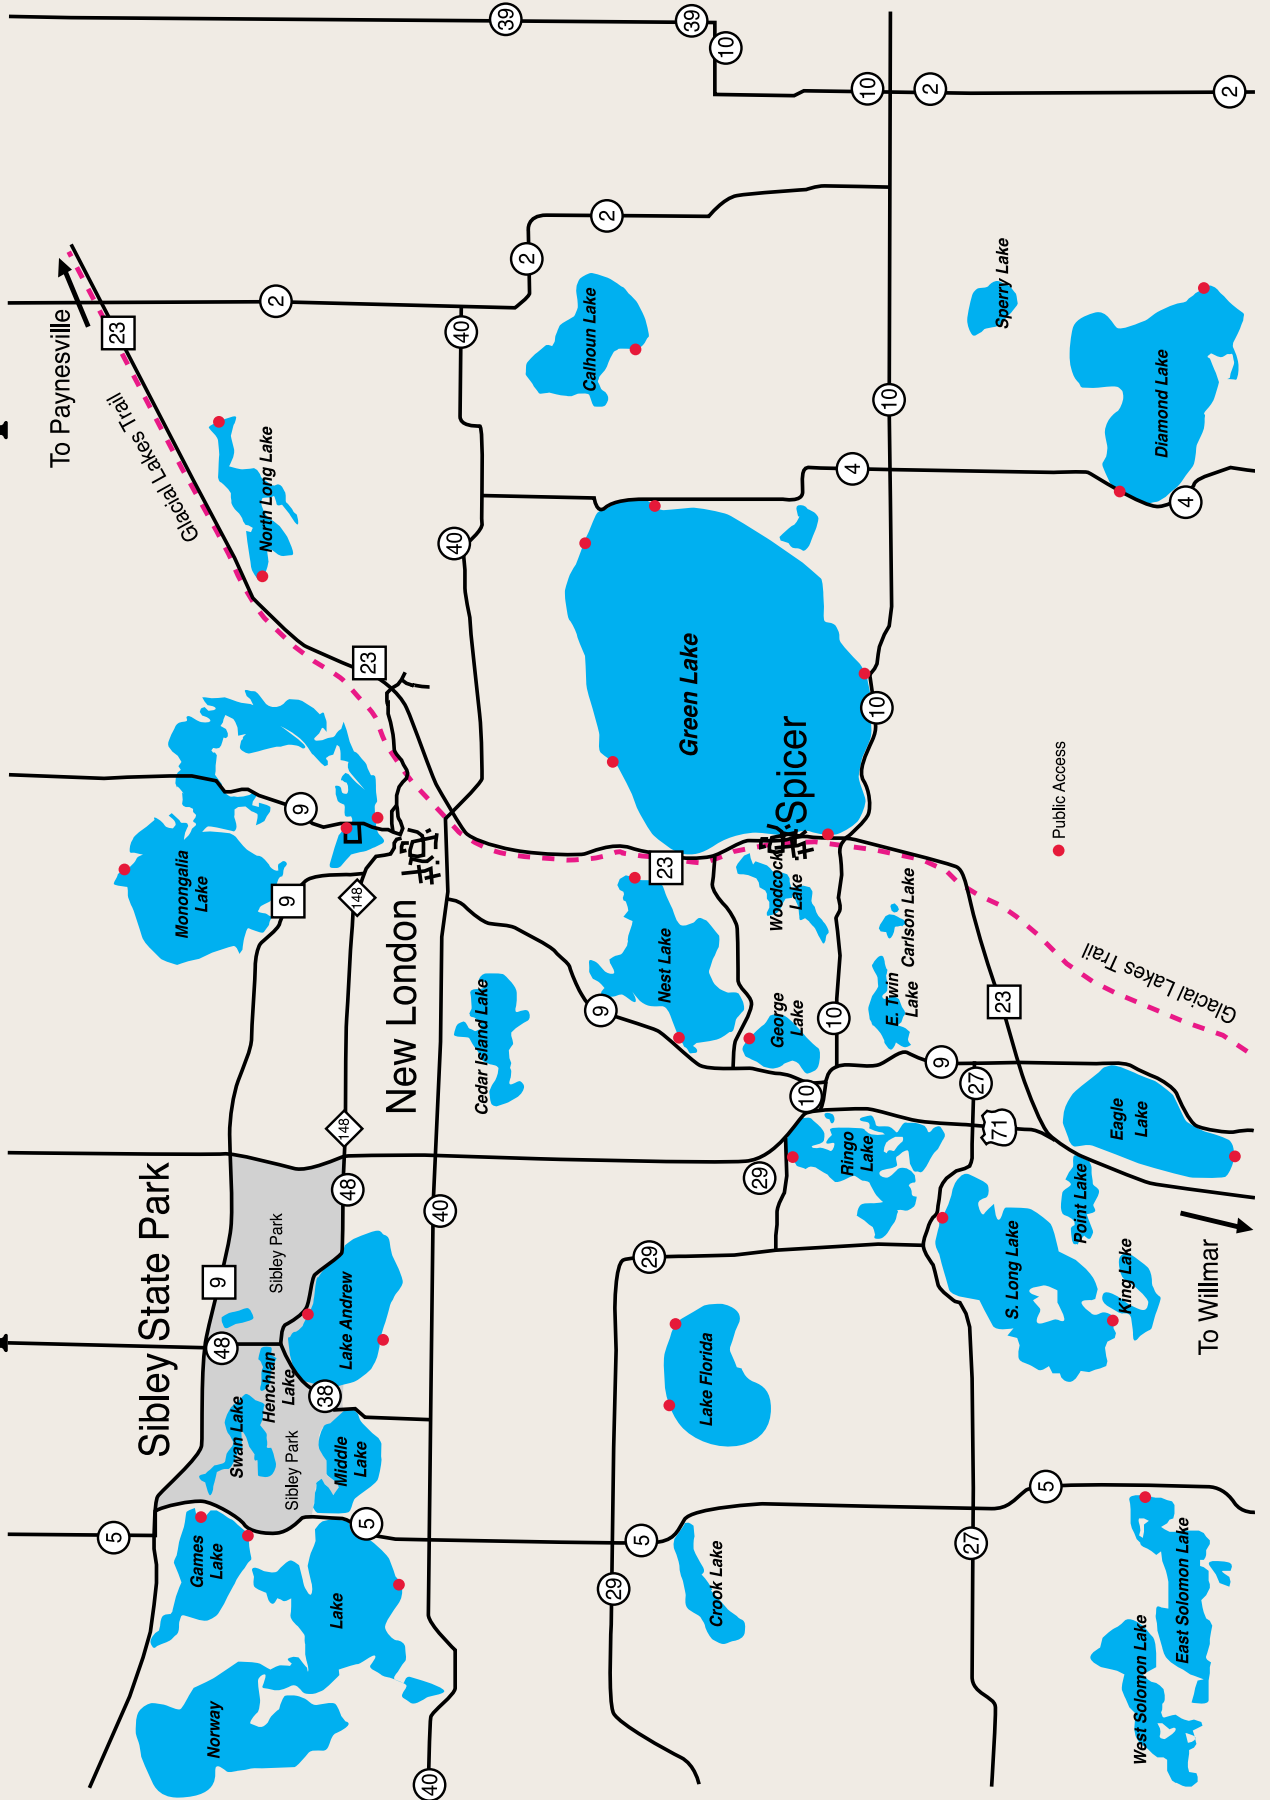 Sibley State Park
New London
Spicer
To Paynesville
To Willmar
Glacial Lakes Trail
Glacial Lakes Trail
Public Access
Sibley Park
Sibley Park
Norway
Lake
Games
Lake
Swan Lake
Henchlan
Lake
Middle
Lake
Lake Andrew
Monongalia
Lake
North Long Lake
Cedar Island Lake
Nest Lake
Green Lake
Calhoun Lake
Woodcock
Lake
George
Lake
Carlson Lake
E. Twin
Lake
Ringo
Lake
Eagle
Lake
Point Lake
King Lake
S. Long Lake
Lake Florida
Crook Lake
West Solomon Lake
East Solomon Lake
Diamond Lake
Sperry Lake
5
5
5
5
9
9
9
9
9
48
48
38
148
148
40
40
40
40
23
23
23
23
2
2
2
2
2
39
39
10
10
10
10
10
10
4
4
29
29
29
27
27
71